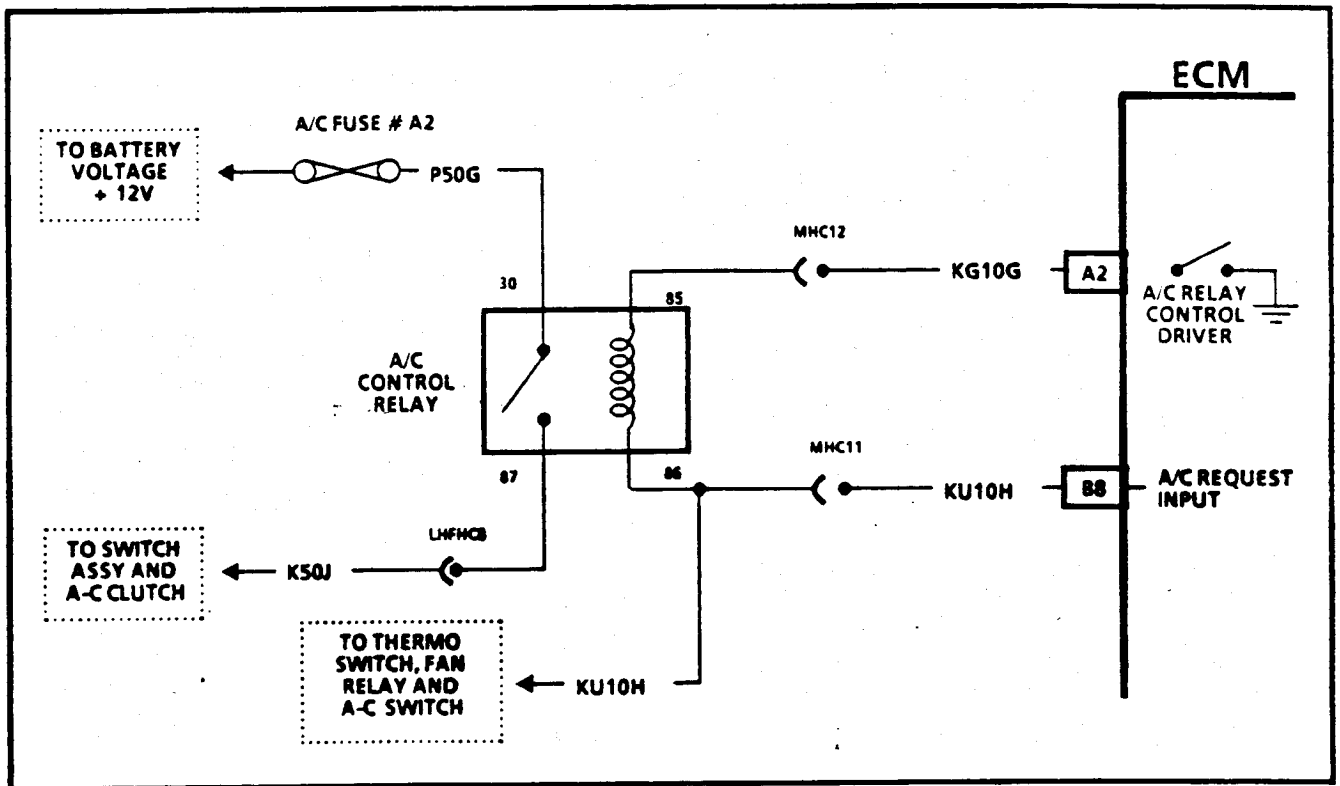 ECM
A/C FUSE # A2
TO BATTERY
VOLTAGE
+ 12V
P50G
MHC12
KG10G
A2
30
85
A/C RELAY
CONTROL
DRIVER
A/C
CONTROL
RELAY
87
86
MHC11
KU10H
B8
A/C REQUEST
INPUT
TO SWITCH
ASSY AND
A-C CLUTCH
K50J
LHFHC8
TO THERMO
SWITCH, FAN
RELAY AND
A-C SWITCH
KU10H